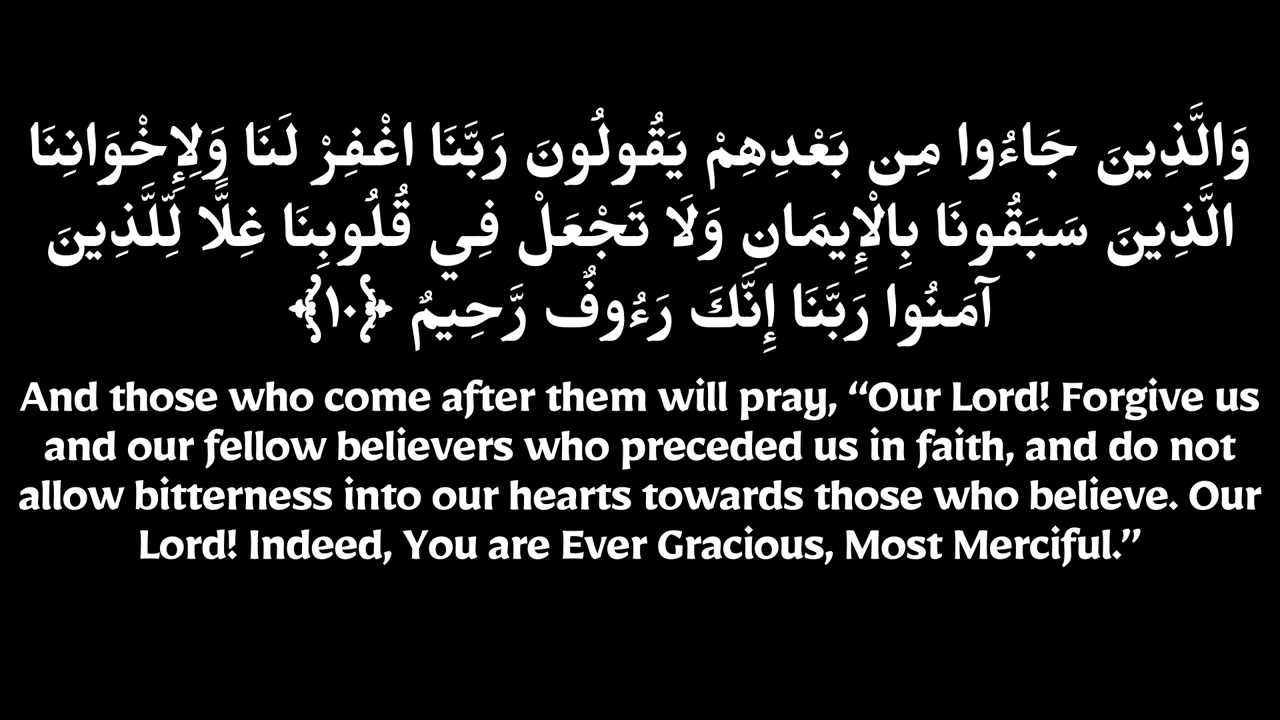 وَالَّذِينَ جَاءُوا مِن بَعْدِهِمْ يَقُولُونَ رَبَّنَا اغْفِرْ لَنَا وَلِإِخْوَانِنَا
الَّذِينَ سَبَقُونَا بِالْإِيمَانِ وَلَا تَجْعَلْ فِي قُلُوبِنَا غِلًّا لِّلَّذِينَ
آمَنُوا رَبَّنَا إِنَّكَ رَءُوفٌ رَّحِيمٌ ﴿١٠﴾
And those who come after them will pray, “Our Lord! Forgive us
and our fellow believers who preceded us in faith, and do not
allow bitterness into our hearts towards those who believe. Our
Lord! Indeed, You are Ever Gracious, Most Merciful.”